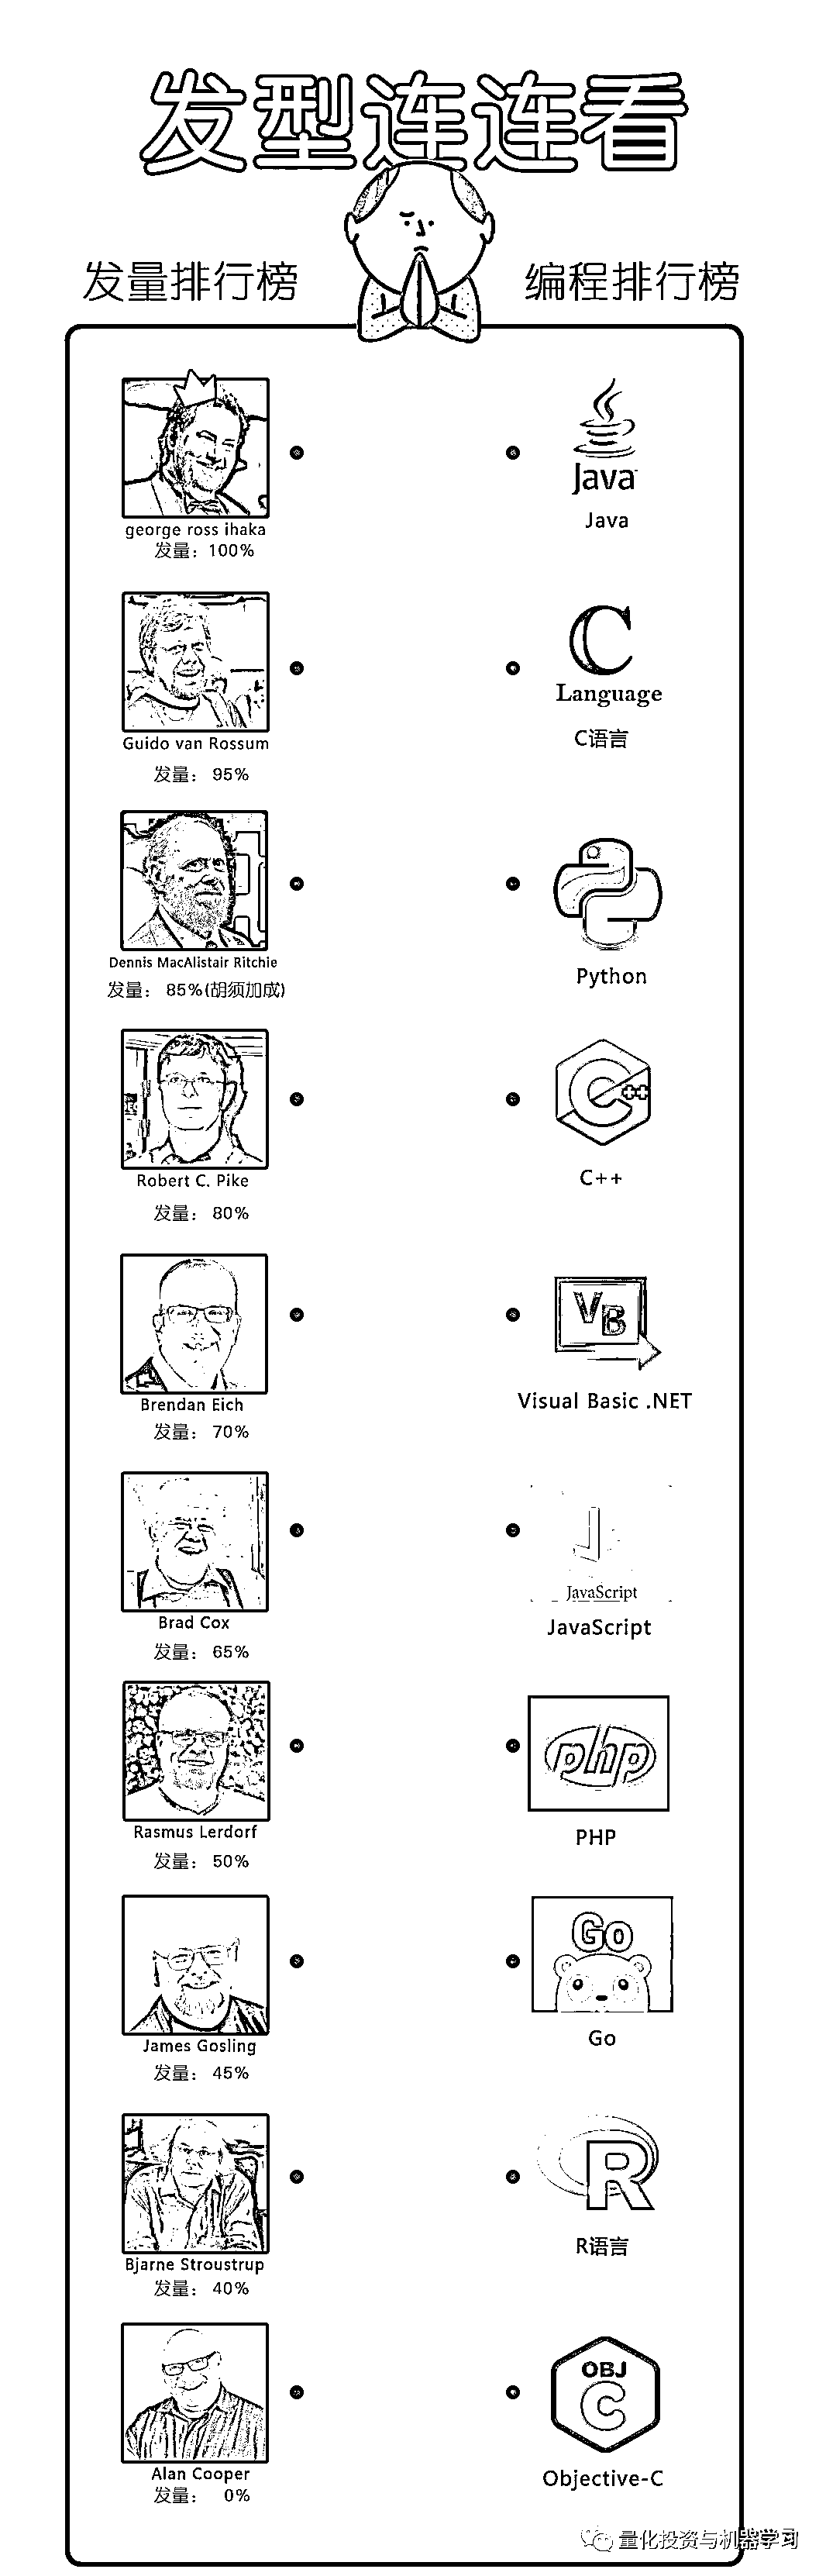 发型连连看
发量排行榜
编程排行榜
george ross ihaka
发量：100%
Java
Java
Guido van Rossum
发量： 95%
C
Language
C语言
Dennis MacAlistair Ritchie
发量： 85%(胡须加成)
Python
Robert C. Pike
发量： 80%
C++
C++
Brendan Eich
发量： 70%
VB
Visual Basic .NET
Brad Cox
发量： 65%
J
JavaScript
JavaScript
Rasmus Lerdorf
发量： 50%
php
PHP
James Gosling
发量： 45%
Go
Go
Bjarne Stroustrup
发量： 40%
R
R语言
Alan Cooper
发量： 0%
OBJ
C
Objective-C
量化投资与机器学习